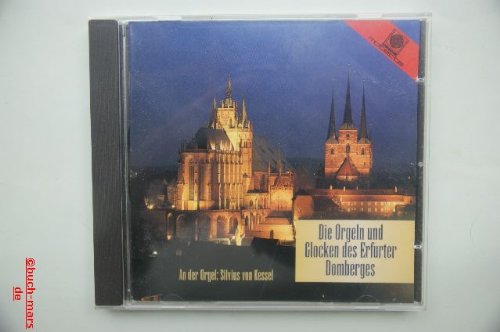 Die Orgeln und
Glocken des Erfurter
Domberges
An der Orgel: Silvius von Kessel
©buch-mars
de